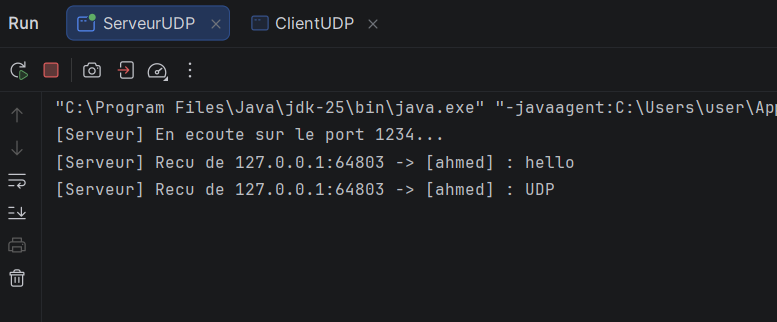 Run ServeurUDP ClientUDP
"C:\Program Files\Java\jdk-25\bin\java.exe" "-javaagent:C:\Users\user\App
[Serveur] En ecoute sur le port 1234...
[Serveur] Recu de 127.0.0.1:64803 -> [ahmed] : hello
[Serveur] Recu de 127.0.0.1:64803 -> [ahmed] : UDP